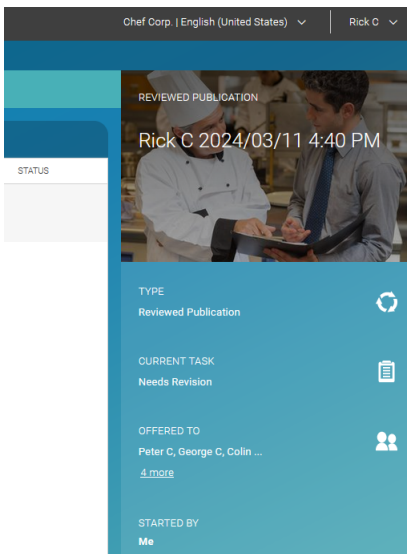 Chef Corp. | English (United States) Rick C
REVIEWED PUBLICATION
Rick C 2024/03/11 4:40 PM
STATUS
TYPE
Reviewed Publication
CURRENT TASK
Needs Revision
OFFERED TO
Peter C, George C, Colin ...
4 more
STARTED BY
Me